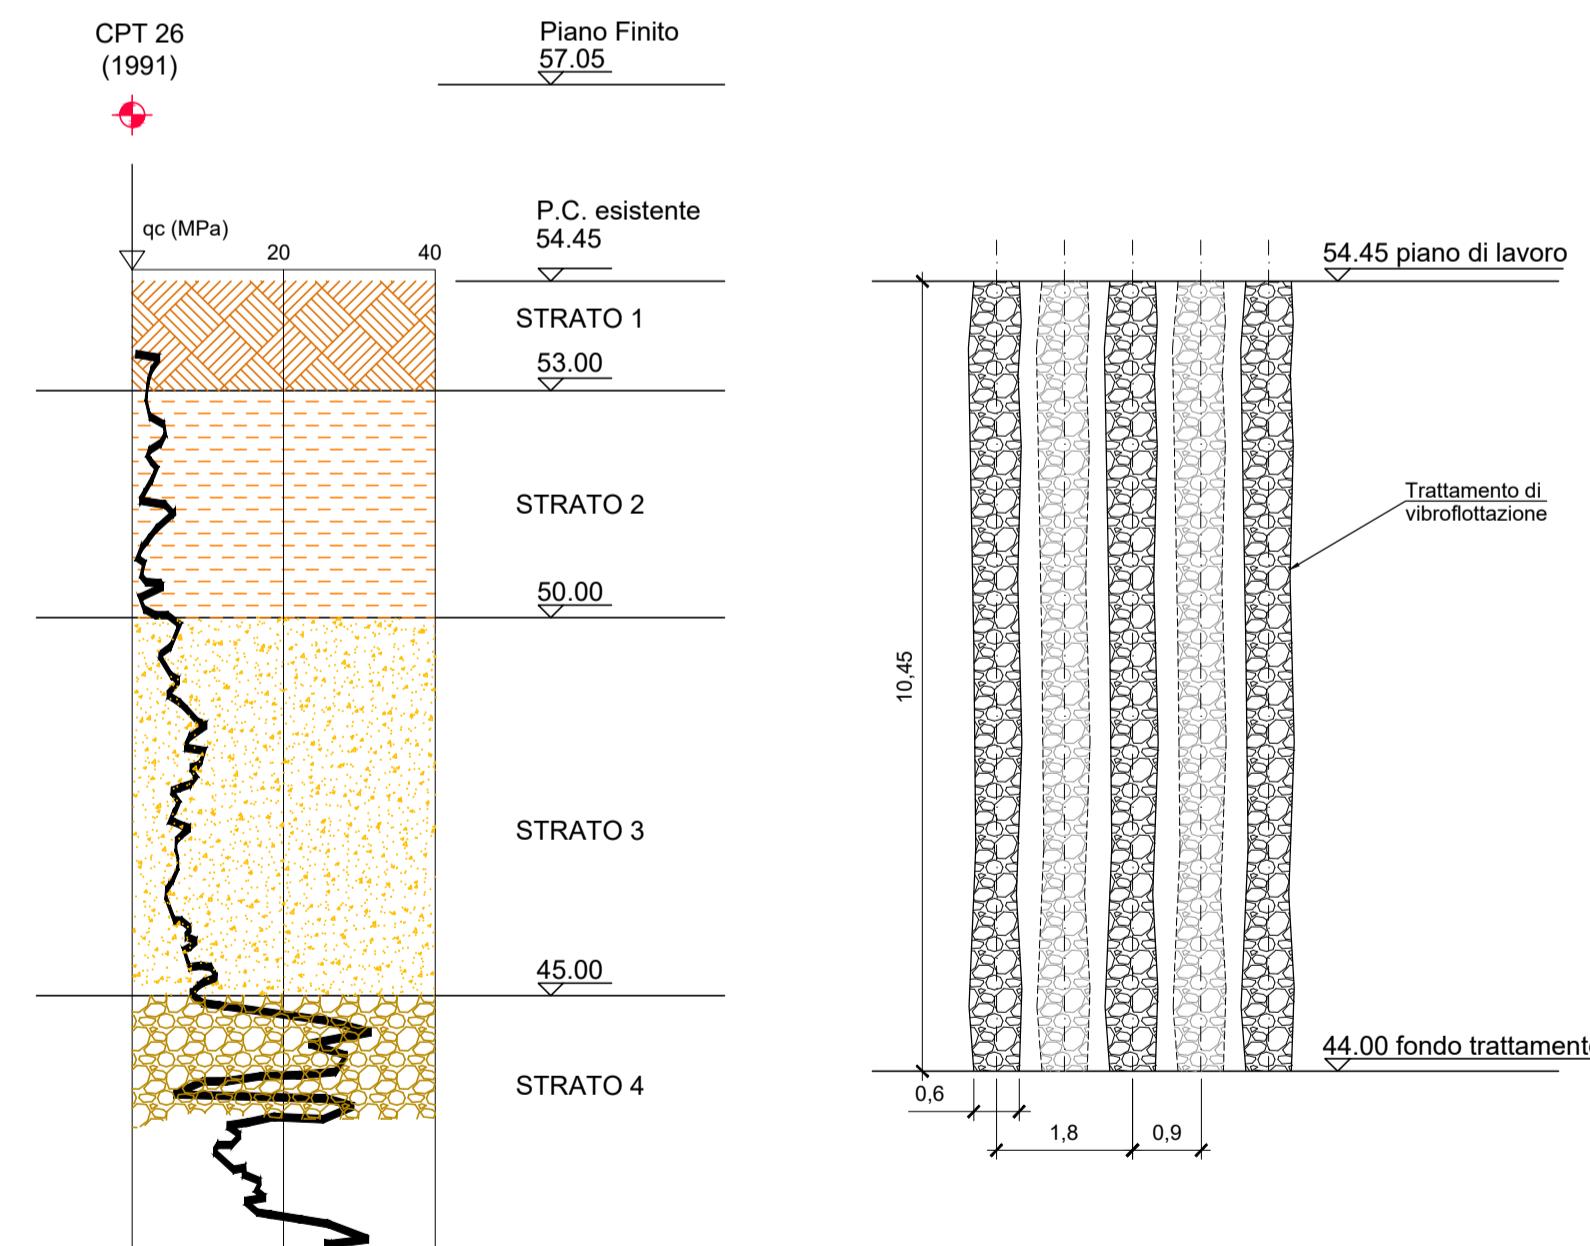 CPT 26
(1991)
Piano Finito
57.05
qc (MPa)
20
40
P.C. esistente
54.45
STRATO 1
53.00
STRATO 2
50.00
STRATO 3
45.00
STRATO 4
54.45 piano di lavoro
Trattamento di
vibroflottazione
10,45
44.00 fondo trattament
0,6
1,8
0,9